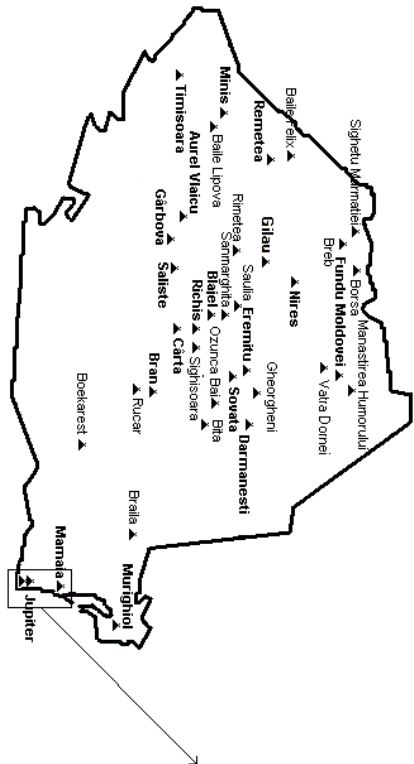 Sighetu Marmatiei
Borsa
Manastirea Humorului
Breb
Fundu Moldovei
Vatra Dornei
Baile Felix
Remetea
Nires
Gilau
Gheorgheni
Minis
Baile Lipova
Rimetea
Sanmarghita
Saulia
Eremitu
Sovata
Darmanesti
Timisoara
Aurel Vlaicu
Blajel
Ozunca Bai
Bita
Richis
Sighisoara
Gârbova
Saliste
Cârta
Bran
Rucar
Braila
Boekarest
Murighiol
Mamaia
Jupiter